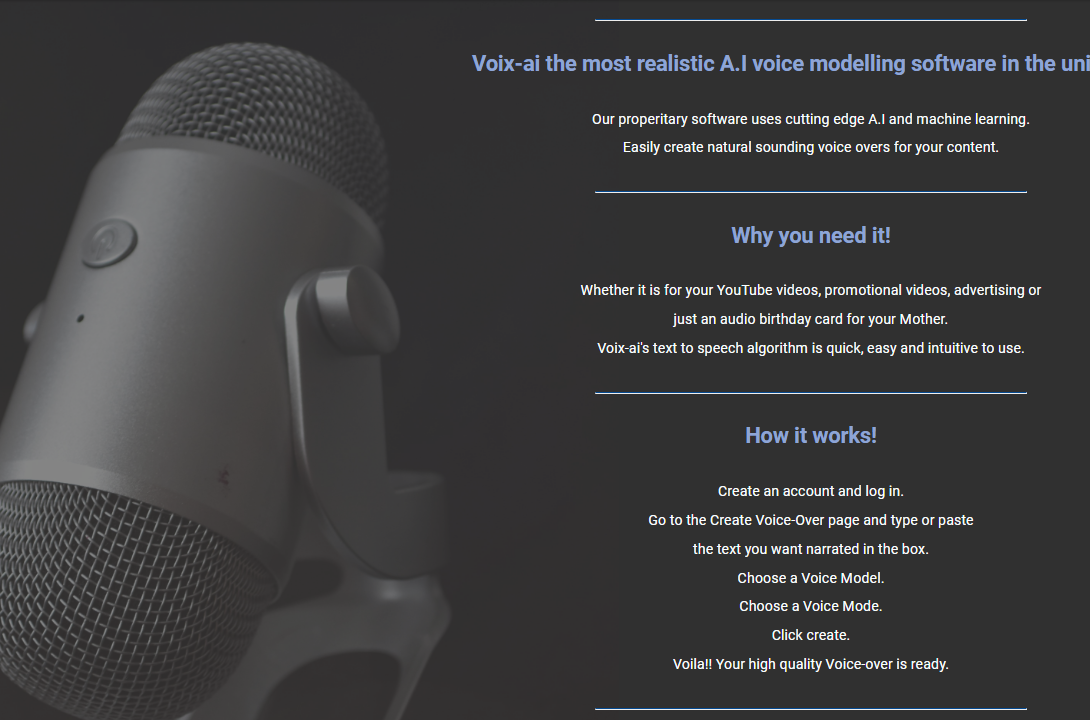 Voix-ai the most realistic A.I voice modelling software in the uni
Our properitary software uses cutting edge A.I and machine learning.
Easily create natural sounding voice overs for your content.
Why you need it!
Whether it is for your YouTube videos, promotional videos, advertising or
just an audio birthday card for your Mother.
Voix-ai's text to speech algorithm is quick, easy and intuitive to use.
How it works!
Create an account and log in.
Go to the Create Voice-Over page and type or paste
the text you want narrated in the box.
Choose a Voice Model.
Choose a Voice Mode.
Click create.
Voila!! Your high quality Voice-over is ready.